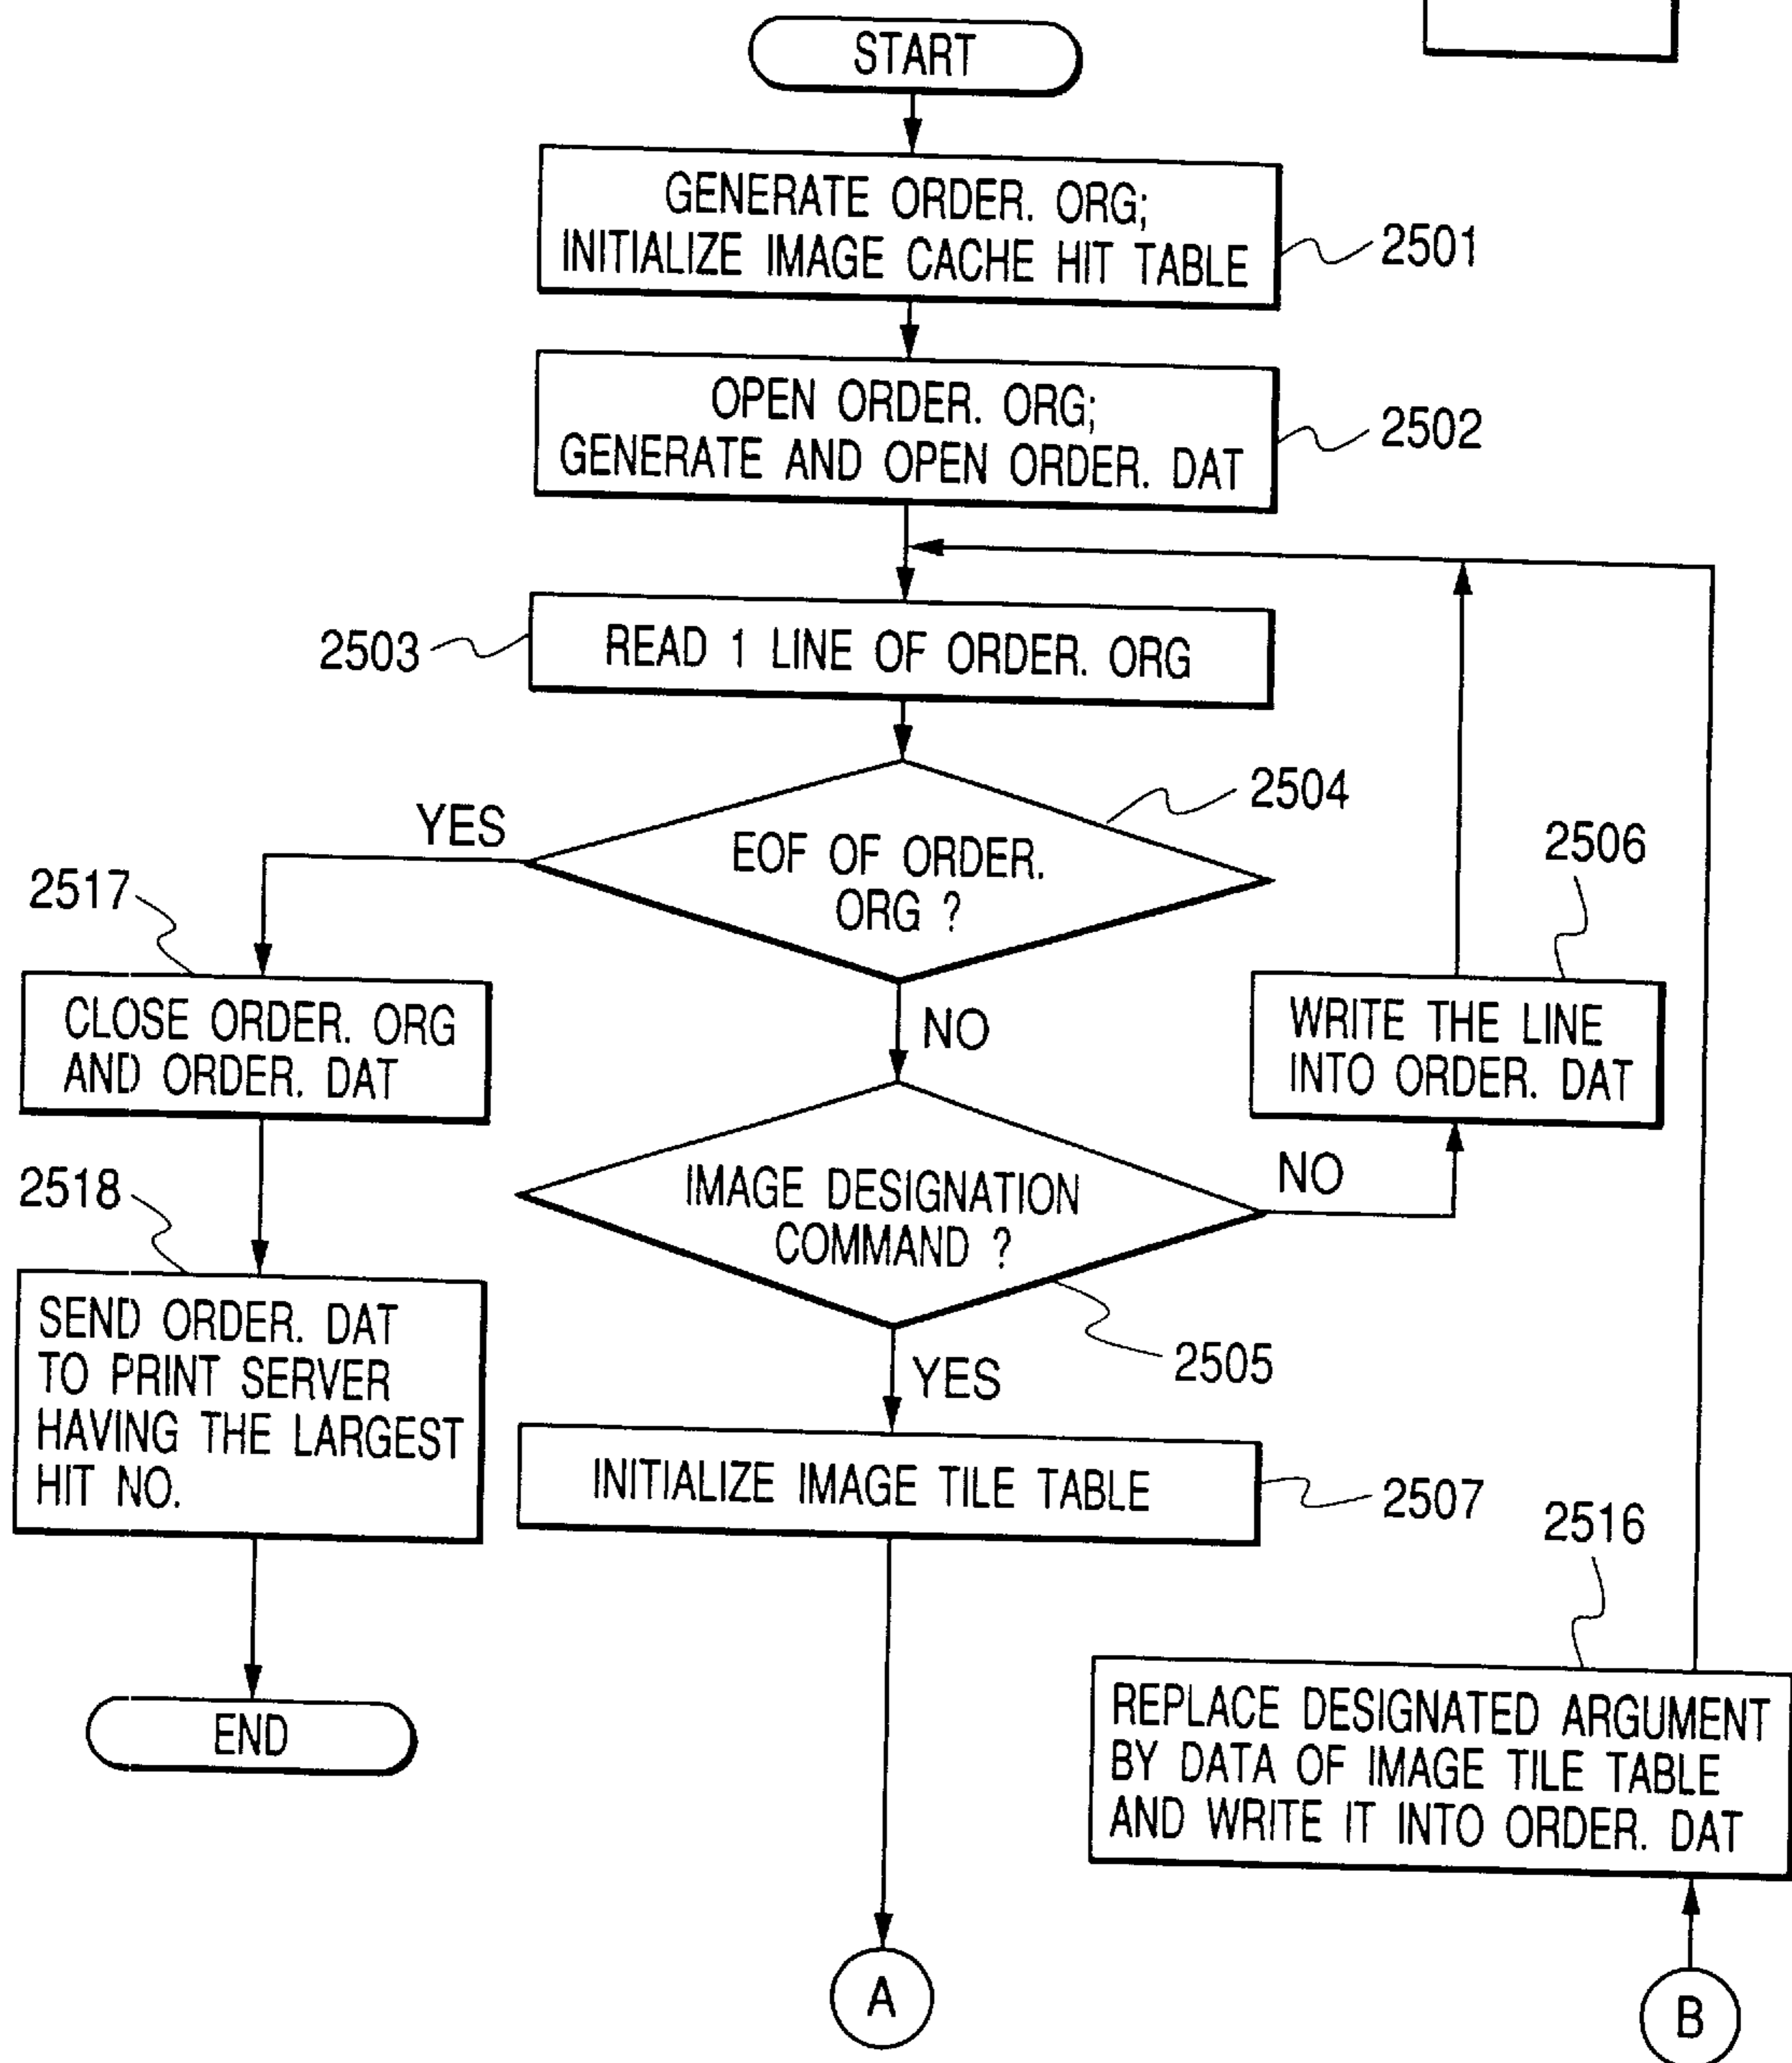 START
GENERATE ORDER. ORG;
INITIALIZE IMAGE CACHE HIT TABLE
2501
OPEN ORDER. ORG;
GENERATE AND OPEN ORDER. DAT
2502
2503
READ 1 LINE OF ORDER. ORG
2504
YES
EOF OF ORDER.
ORG ?
2506
2517
CLOSE ORDER. ORG
AND ORDER. DAT
NO
WRITE THE LINE
INTO ORDER. DAT
2518
IMAGE DESIGNATION
COMMAND ?
NO
SEND ORDER. DAT
TO PRINT SERVER
HAVING THE LARGEST
HIT NO.
2505
YES
INITIALIZE IMAGE TILE TABLE
2507
2516
END
REPLACE DESIGNATED ARGUMENT
BY DATA OF IMAGE TILE TABLE
AND WRITE IT INTO ORDER. DAT
A
B